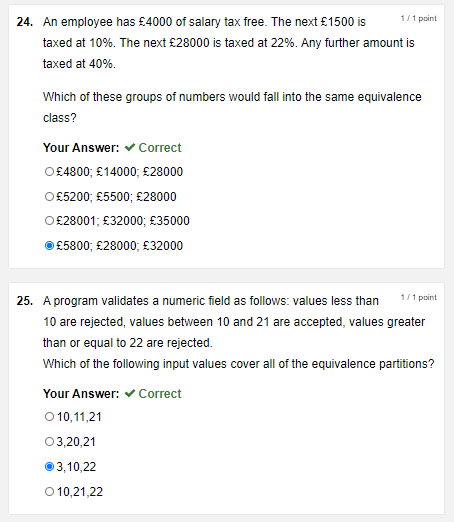 24. An employee has £4000 of salary tax free. The next £1500 is 1 / 1 point
taxed at 10%. The next £28000 is taxed at 22%. Any further amount is
taxed at 40%.
Which of these groups of numbers would fall into the same equivalence
class?
Your Answer: ✔ Correct
£4800; £14000; £28000
£5200; £5500; £28000
£28001; £32000; £35000
£5800; £28000; £32000
25. A program validates a numeric field as follows: values less than 1 / 1 point
10 are rejected, values between 10 and 21 are accepted, values greater
than or equal to 22 are rejected.
Which of the following input values cover all of the equivalence partitions?
Your Answer: ✔ Correct
10,11,21
3,20,21
3,10,22
10,21,22